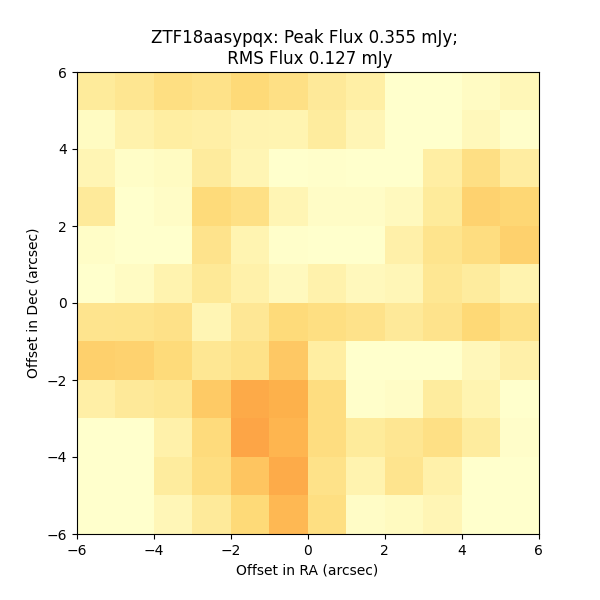 ZTF18aasypqx: Peak Flux 0.355 mJy;
RMS Flux 0.127 mJy
6
4
2
0
−2
−4
−6
Offset in Dec (arcsec)
−6 −4 −2 0 2 4 6
Offset in RA (arcsec)